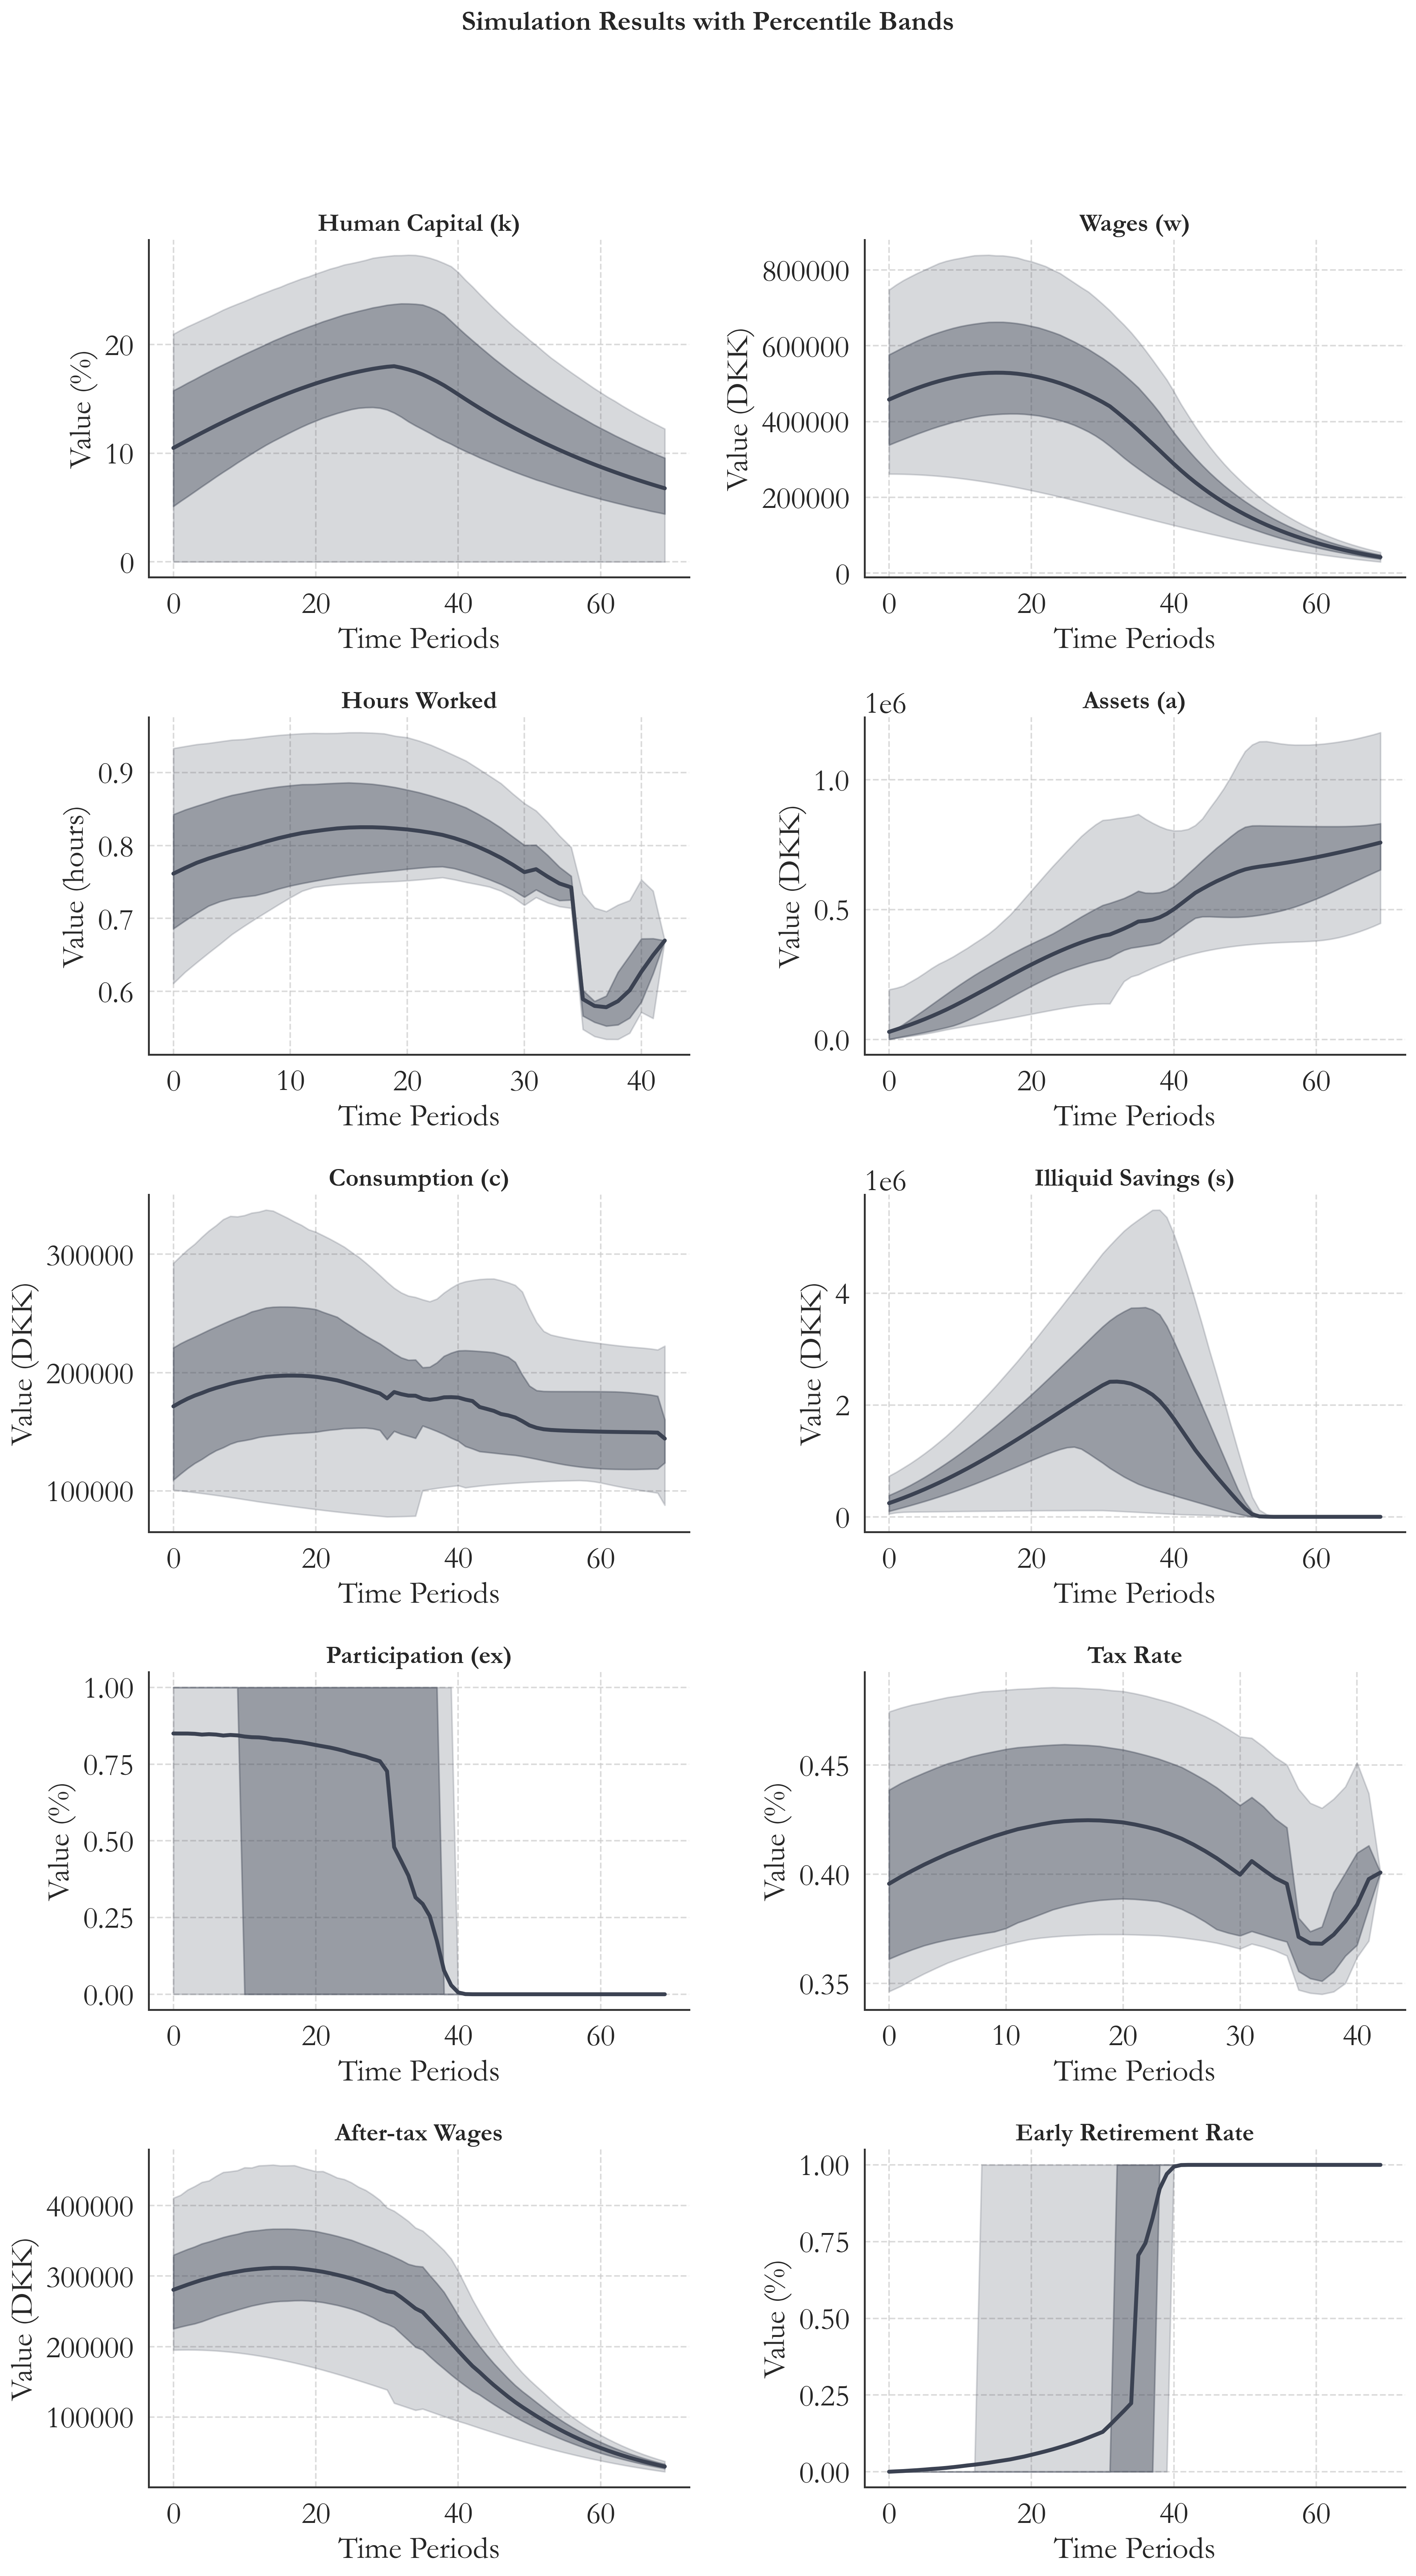 Simulation Results with Percentile Bands
Human Capital (k)
Value (%)
20
10
0
0 20 40 60
Time Periods
Wages (w)
Value (DKK)
800000
600000
400000
200000
0
0 20 40 60
Time Periods
Hours Worked
Value (hours)
0.9
0.8
0.7
0.6
0 10 20 30 40
Time Periods
Assets (a)
1e6
Value (DKK)
1.0
0.5
0.0
0 20 40 60
Time Periods
Consumption (c)
Value (DKK)
300000
200000
100000
0 20 40 60
Time Periods
Illiquid Savings (s)
1e6
Value (DKK)
4
2
0
0 20 40 60
Time Periods
Participation (ex)
Value (%)
1.00
0.75
0.50
0.25
0.00
0 20 40 60
Time Periods
Tax Rate
Value (%)
0.45
0.40
0.35
0 10 20 30 40
Time Periods
After-tax Wages
Value (DKK)
400000
300000
200000
100000
0 20 40 60
Time Periods
Early Retirement Rate
Value (%)
1.00
0.75
0.50
0.25
0.00
0 20 40 60
Time Periods